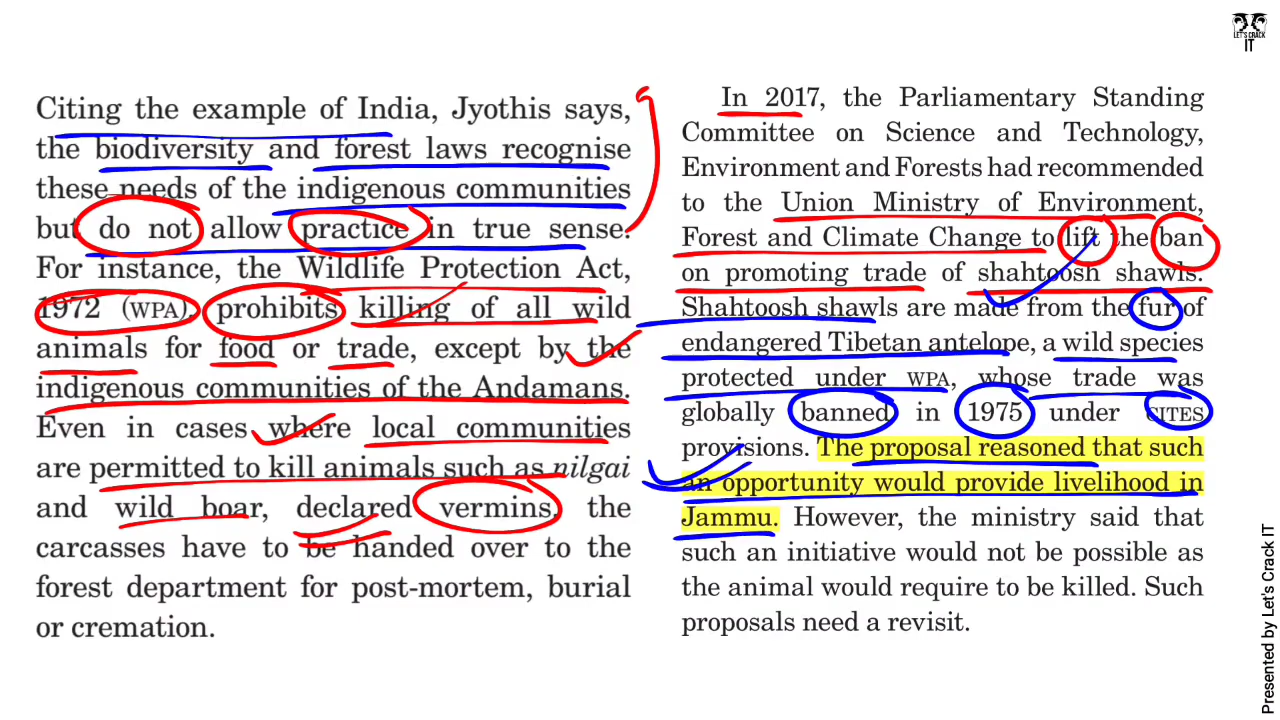 LET'S CRACK
IT
Citing the example of India, Jyothis says,
the biodiversity and forest laws recognise
these needs of the indigenous communities
but do not allow practice in true sense.
For instance, the Wildlife Protection Act,
1972 (WPA), prohibits killing of all wild
animals for food or trade, except by the
indigenous communities of the Andamans.
Even in cases where local communities
are permitted to kill animals such as nilgai
and wild boar, declared vermins, the
carcasses have to be handed over to the
forest department for post-mortem, burial
or cremation.
In 2017, the Parliamentary Standing
Committee on Science and Technology,
Environment and Forests had recommended
to the Union Ministry of Environment,
Forest and Climate Change to lift the ban
on promoting trade of shahtoosh shawls.
Shahtoosh shawls are made from the fur of
endangered Tibetan antelope, a wild species
protected under WPA, whose trade was
globally banned in 1975 under CITES
provisions. The proposal reasoned that such
an opportunity would provide livelihood in
Jammu. However, the ministry said that
such an initiative would not be possible as
the animal would require to be killed. Such
proposals need a revisit.
Presented by Let's Crack IT